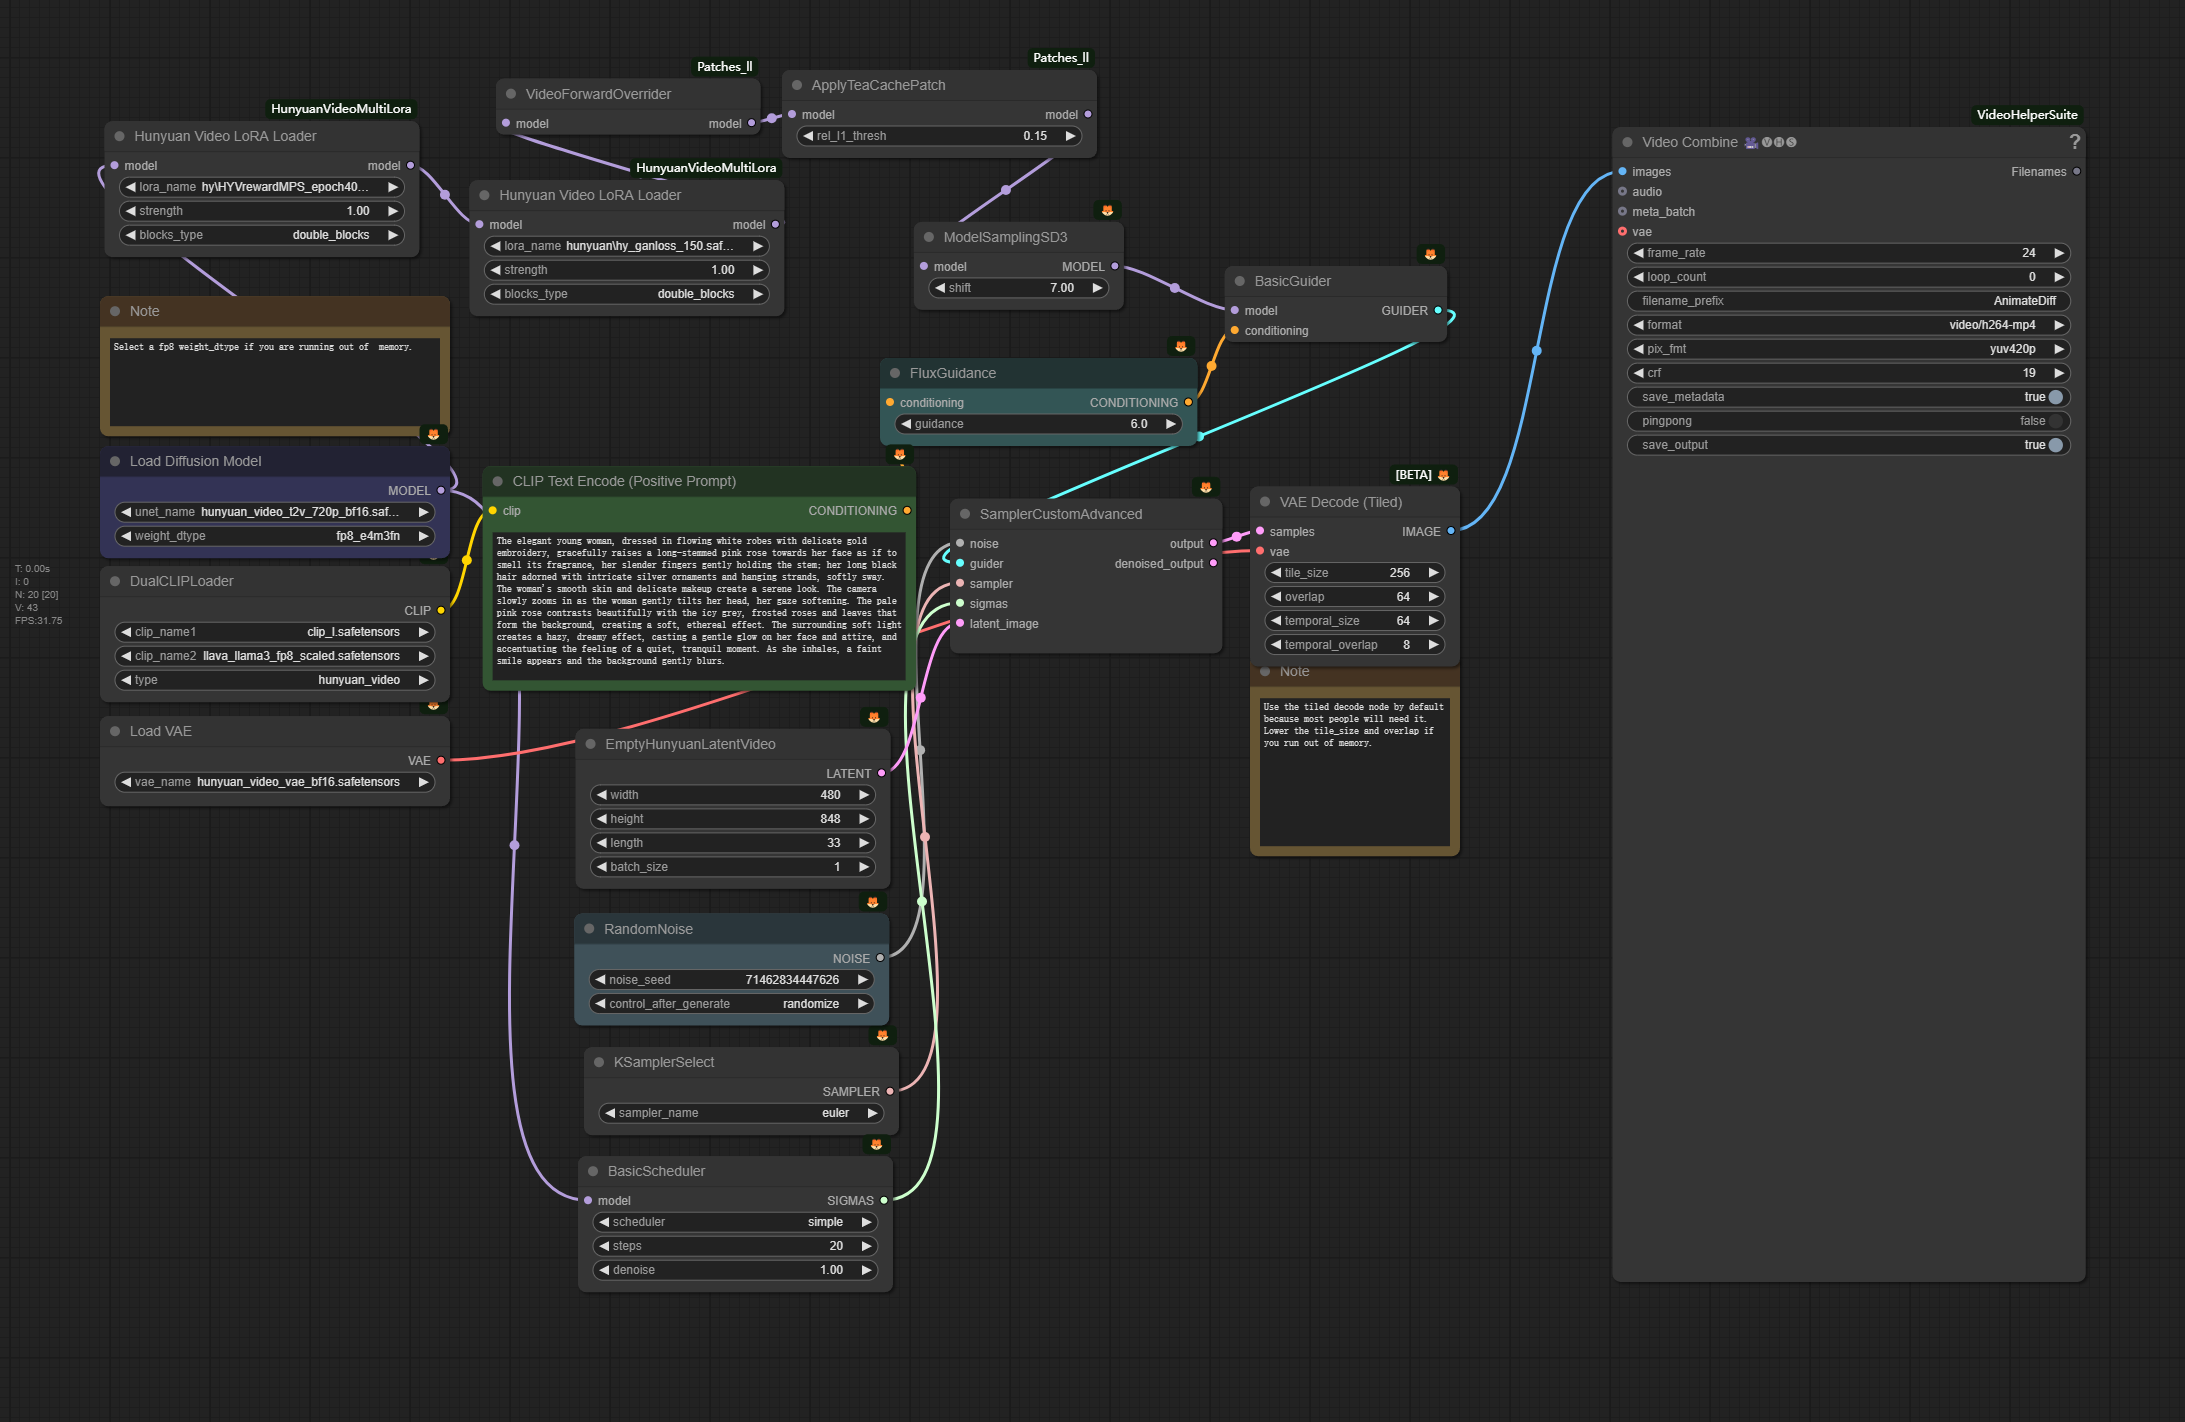 HunyuanVideoMultiLora
Hunyuan Video LoRA Loader
model model
lora_name hy\HYVrewardMPS_epoch40...
strength 1.00
blocks_type double_blocks
Patches_ll
VideoForwardOverrider
model model
Patches_ll
ApplyTeaCachePatch
model model
rel_l1_thresh 0.15
HunyuanVideoMultiLora
Hunyuan Video LoRA Loader
model model
lora_name hunyuan\hy_ganloss_150.saf...
strength 1.00
blocks_type double_blocks
ModelSamplingSD3
model MODEL
shift 7.00
BasicGuider
model GUIDER
conditioning
FluxGuidance
conditioning CONDITIONING
guidance 6.0
Note
Select a fp8 weight_dtype if you are running out of memory.
Load Diffusion Model
MODEL
unet_name hunyuan_video_t2v_720p_bf16.saf...
weight_dtype fp8_e4m3fn
T: 0.00s
I: 0
N: 20 [20]
V: 43
FPS:31.75
DualCLIPLoader
CLIP
clip_name1 clip_l.safetensors
clip_name2 llava_llama3_fp8_scaled.safetensors
type hunyuan_video
Load VAE
VAE
vae_name hunyuan_video_vae_bf16.safetensors
CLIP Text Encode (Positive Prompt)
clip CONDITIONING
The elegant young woman, dressed in flowing white robes with delicate gold
embroidery, gracefully raises a long-stemmed pink rose towards her face as if to
smell its fragrance, her slender fingers gently holding the stem; her long black
hair adorned with intricate silver ornaments and hanging strands, softly sway.
The woman's smooth skin and delicate makeup create a serene look. The camera
slowly zooms in as the woman gently tilts her head, her gaze softening. The pale
pink rose contrasts beautifully with the icy grey, frosted roses and leaves that
form the background, creating a soft, ethereal effect. The surrounding soft light
creates a hazy, dreamy effect, casting a gentle glow on her face and attire, and
accentuating the feeling of a quiet, tranquil moment. As she inhales, a faint
smile appears and the background gently blurs.
SamplerCustomAdvanced
noise output
guider denoised_output
sampler
sigmas
latent_image
[BETA]
VAE Decode (Tiled)
samples IMAGE
vae
tile_size 256
overlap 64
temporal_size 64
temporal_overlap 8
Note
Use the tiled decode node by default
because most people will need it.
Lower the tile_size and overlap if
you run out of memory.
EmptyHunyuanLatentVideo
LATENT
width 480
height 848
length 33
batch_size 1
RandomNoise
NOISE
noise_seed 71462834447626
control_after_generate randomize
KSamplerSelect
SAMPLER
sampler_name euler
BasicScheduler
model SIGMAS
scheduler simple
steps 20
denoise 1.00
VideoHelperSuite
Video Combine 🎥🅥🅗🅢 ?
images Filenames
audio
meta_batch
vae
frame_rate 24
loop_count 0
filename_prefix AnimateDiff
format video/h264-mp4
pix_fmt yuv420p
crf 19
save_metadata true
pingpong false
save_output true